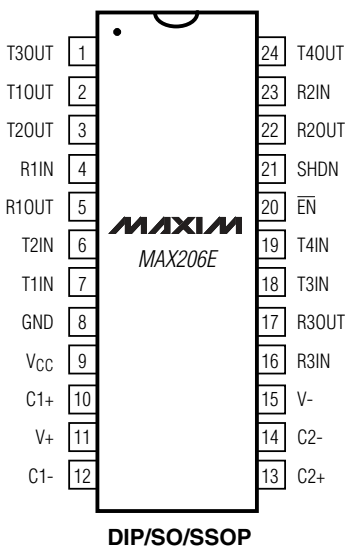 T3OUT 1 24 T4OUT
T1OUT 2 23 R2IN
T2OUT 3 22 R2OUT
R1IN 4 21 SHDN
R1OUT 5 20 E̅N̅
MAXIM
T2IN 6 19 T4IN
MAX206E
T1IN 7 18 T3IN
GND 8 17 R3OUT
VCC 9 16 R3IN
C1+ 10 15 V-
V+ 11 14 C2-
C1- 12 13 C2+
DIP/SO/SSOP